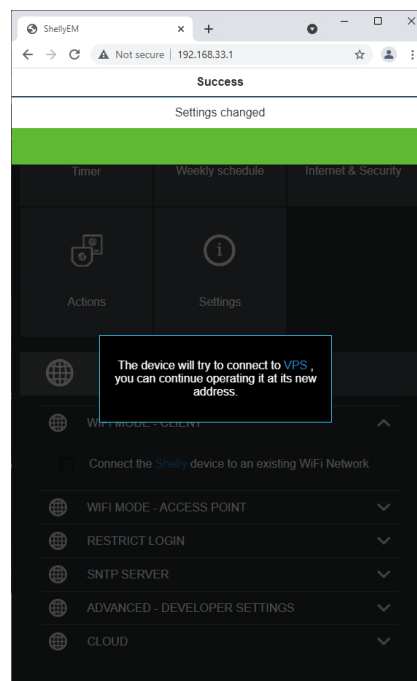 ShellyEM
Not secure | 192.168.33.1
Success
Settings changed
Timer
Weekly schedule
Internet & Security
Actions
Settings
The device will try to connect to VPS ,
you can continue operating it at its new
address.
WIFI MODE - CLIENT
Connect the Shelly device to an existing WiFi Network
WIFI MODE - ACCESS POINT
RESTRICT LOGIN
SNTP SERVER
ADVANCED - DEVELOPER SETTINGS
CLOUD